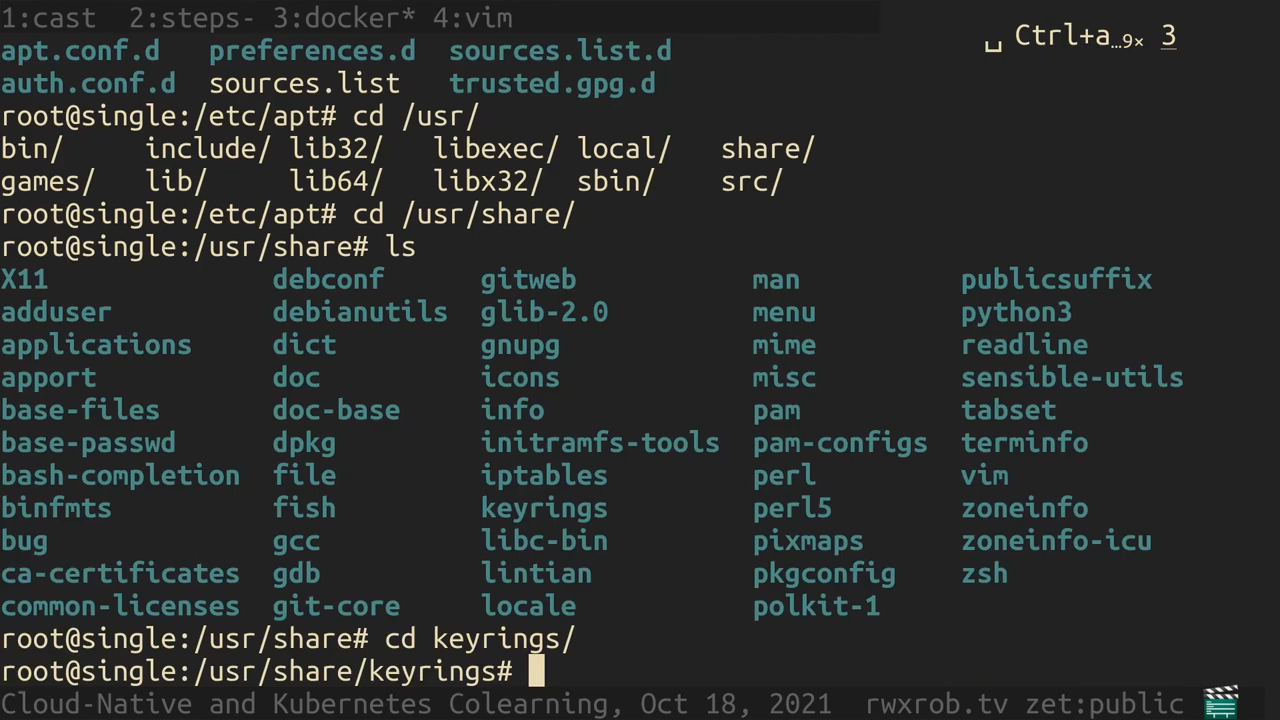 1:cast  2:steps- 3:docker* 4:vim
␣ Ctrl+a…9× 3
apt.conf.d   preferences.d  sources.list.d
auth.conf.d  sources.list   trusted.gpg.d
root@single:/etc/apt# cd /usr/
bin/     include/ lib32/   libexec/ local/   share/
games/   lib/     lib64/   libx32/  sbin/    src/
root@single:/etc/apt# cd /usr/share/
root@single:/usr/share# ls
X11              debconf      gitweb           man          publicsuffix
adduser          debianutils  glib-2.0         menu         python3
applications     dict         gnupg            mime         readline
apport           doc          icons            misc         sensible-utils
base-files       doc-base     info             pam          tabset
base-passwd      dpkg         initramfs-tools  pam-configs  terminfo
bash-completion  file         iptables         perl         vim
binfmts          fish         keyrings         perl5        zoneinfo
bug              gcc          libc-bin         pixmaps      zoneinfo-icu
ca-certificates  gdb          lintian          pkgconfig    zsh
common-licenses  git-core     locale           polkit-1
root@single:/usr/share# cd keyrings/
root@single:/usr/share/keyrings#
Cloud-Native and Kubernetes Colearning, Oct 18, 2021  rwxrob.tv zet:public 🎬